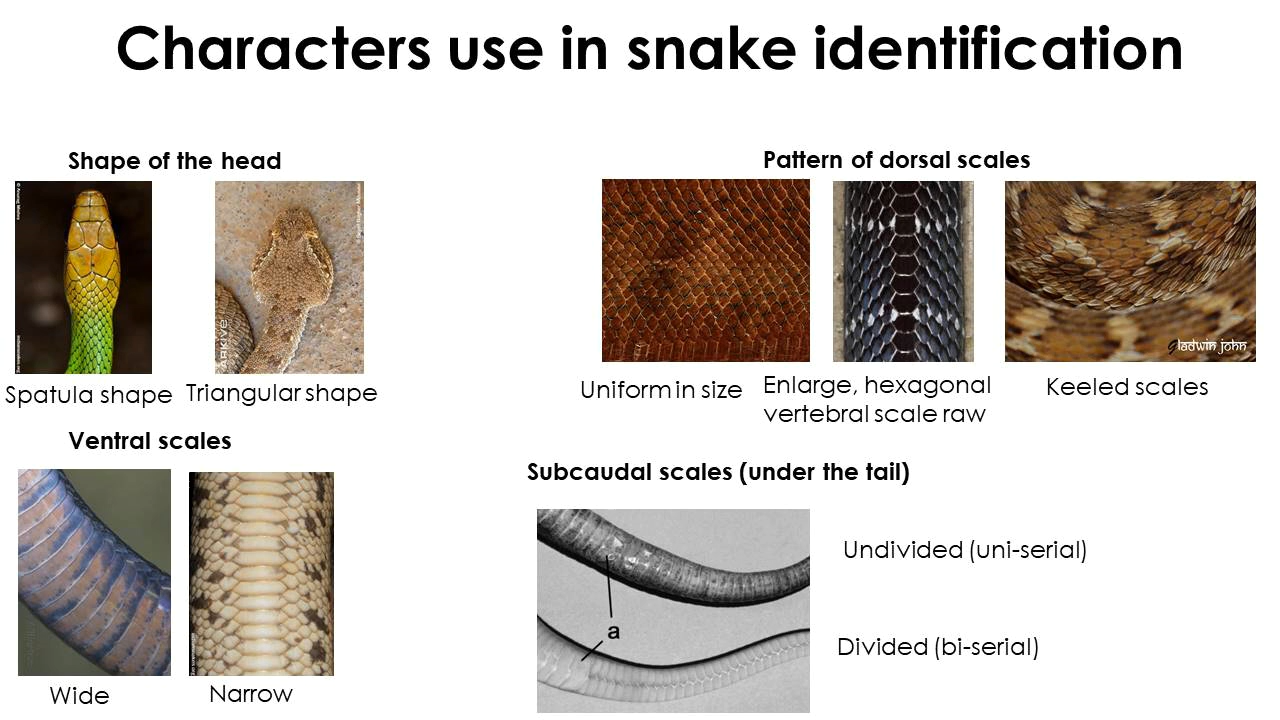 Characters use in snake identification
Shape of the head
Pattern of dorsal scales
Spatula shape
Triangular shape
Uniform in size
Enlarge, hexagonal
vertebral scale raw
Keeled scales
Gladwin john
ARKIVE
Ventral scales
Subcaudal scales (under the tail)
a
Undivided (uni-serial)
Divided (bi-serial)
Wide
Narrow